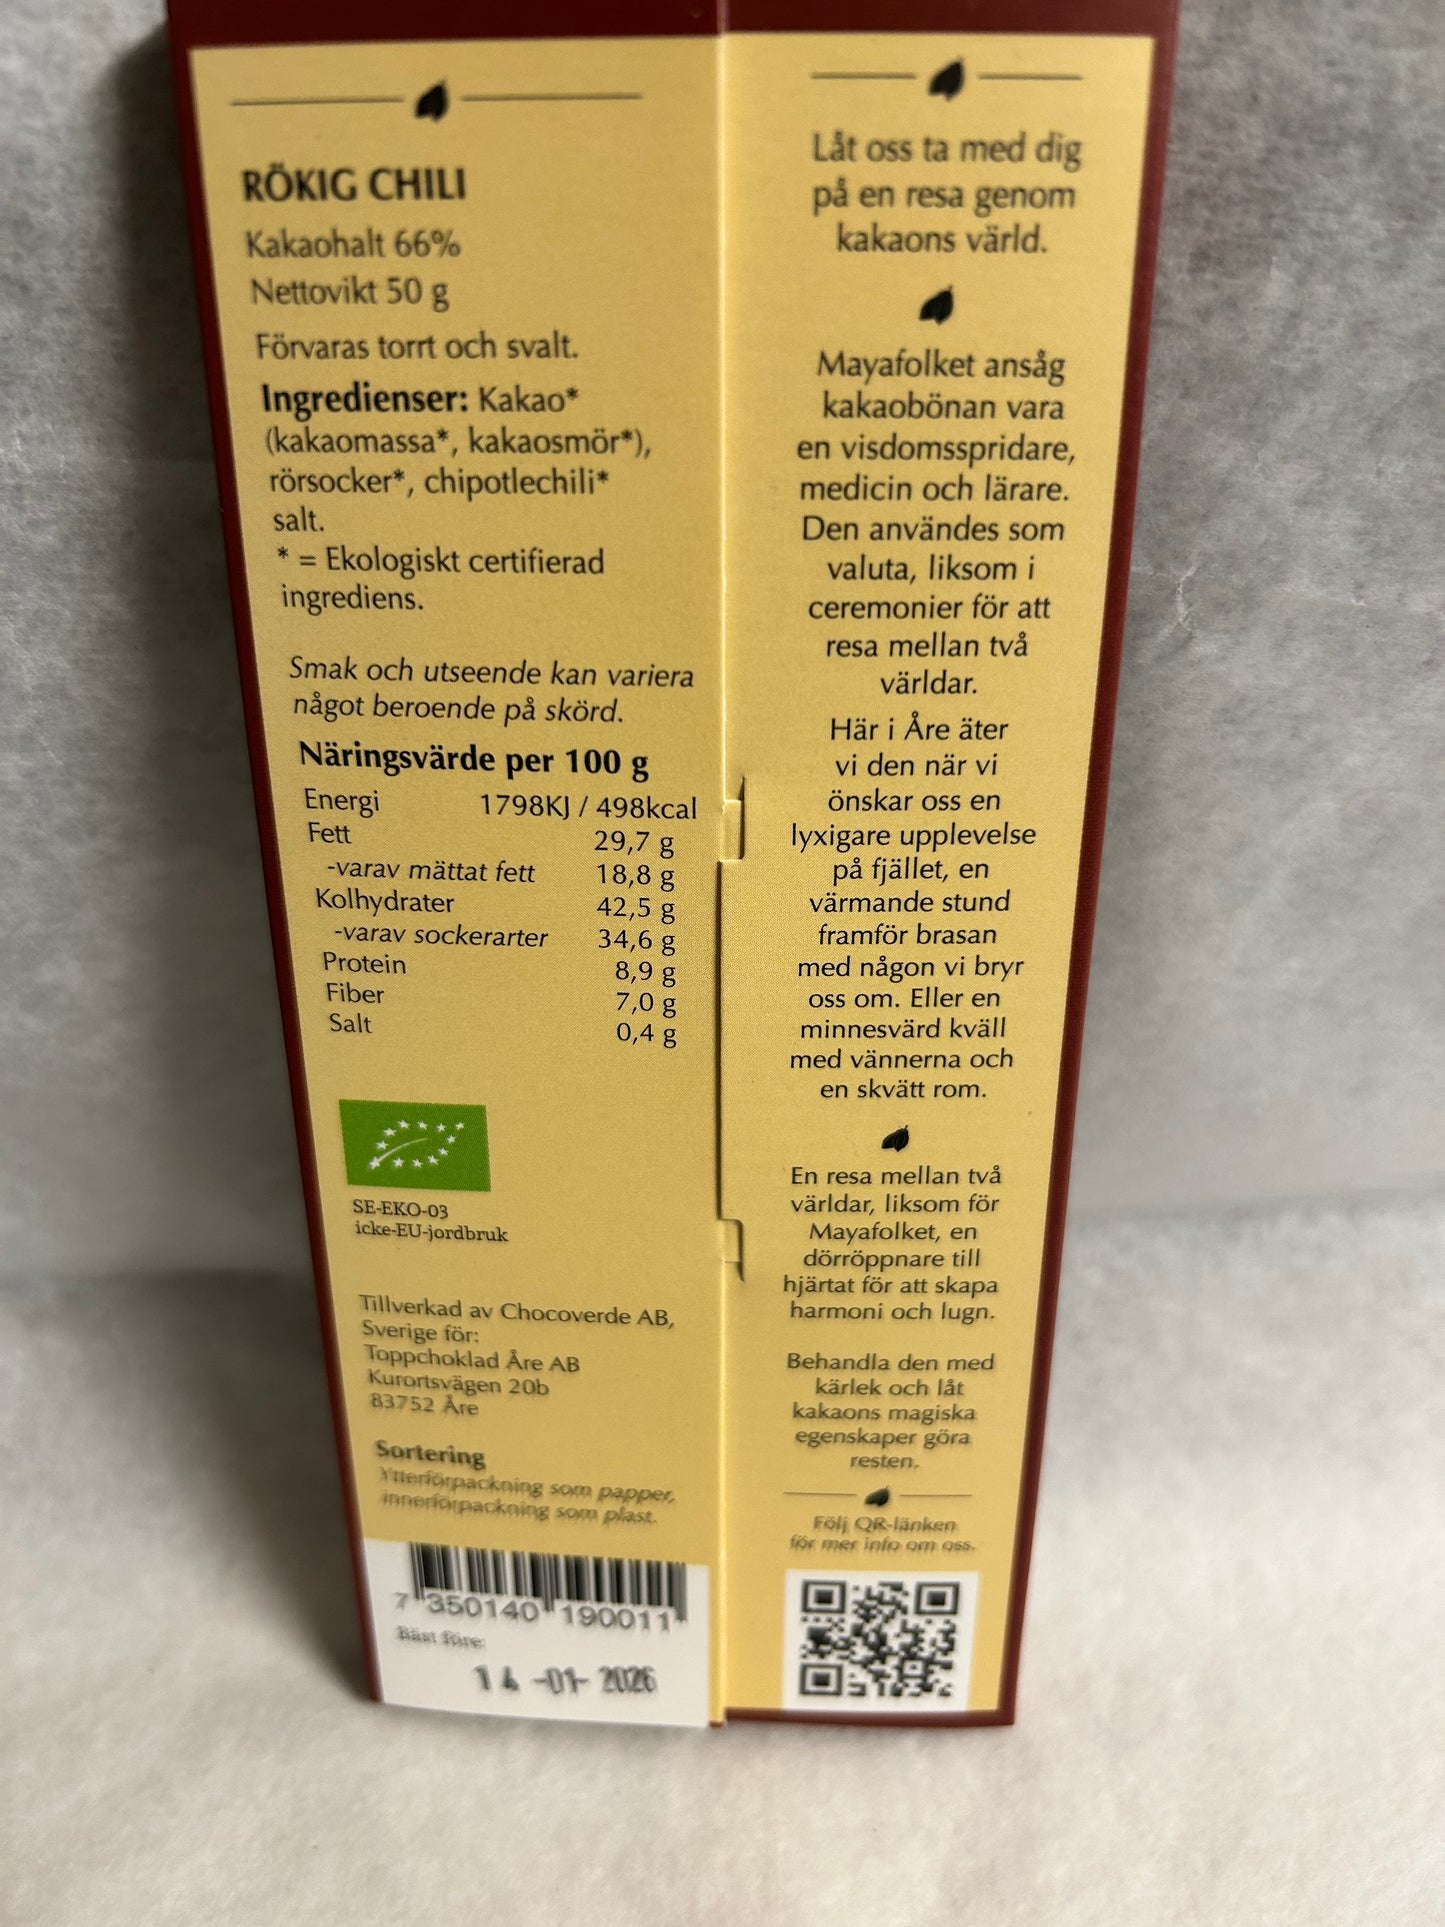 RÖKIG CHILI
Kakaohalt 66%
Nettovikt 50 g
Förvaras torrt och svalt.
Ingredienser: Kakao*
(kakaomassa*, kakaosmör*),
rörsocker*, chipotlechili*
salt.
* = Ekologiskt certifierad
ingrediens.
Smak och utseende kan variera
något beroende på skörd.
Näringsvärde per 100 g
Energi 1798KJ / 498kcal
Fett 29,7 g
-varav mättat fett 18,8 g
Kolhydrater 42,5 g
-varav sockerarter 34,6 g
Protein 8,9 g
Fiber 7,0 g
Salt 0,4 g
SE-EKO-03
icke-EU-jordbruk
Tillverkad av Chocoverde AB,
Sverige för:
Toppchoklad Åre AB
Kurortsvägen 20b
83752 Åre
Sortering
Ytterförpackning som papper,
innerförpackning som plast.
7 350140 190011
Bäst före:
14 -01- 2026
Låt oss ta med dig
på en resa genom
kakaons värld.
Mayafolket ansåg
kakaobönan vara
en visdomsspridare,
medicin och lärare.
Den användes som
valuta, liksom i
ceremonier för att
resa mellan två
världar.
Här i Åre äter
vi den när vi
önskar oss en
lyxigare upplevelse
på fjället, en
värmande stund
framför brasan
med någon vi bryr
oss om. Eller en
minnesvärd kväll
med vännerna och
en skvätt rom.
En resa mellan två
världar, liksom för
Mayafolket, en
dörröppnare till
hjärtat för att skapa
harmoni och lugn.
Behandla den med
kärlek och låt
kakaons magiska
egenskaper göra
resten.
Följ QR-länken
för mer info om oss.